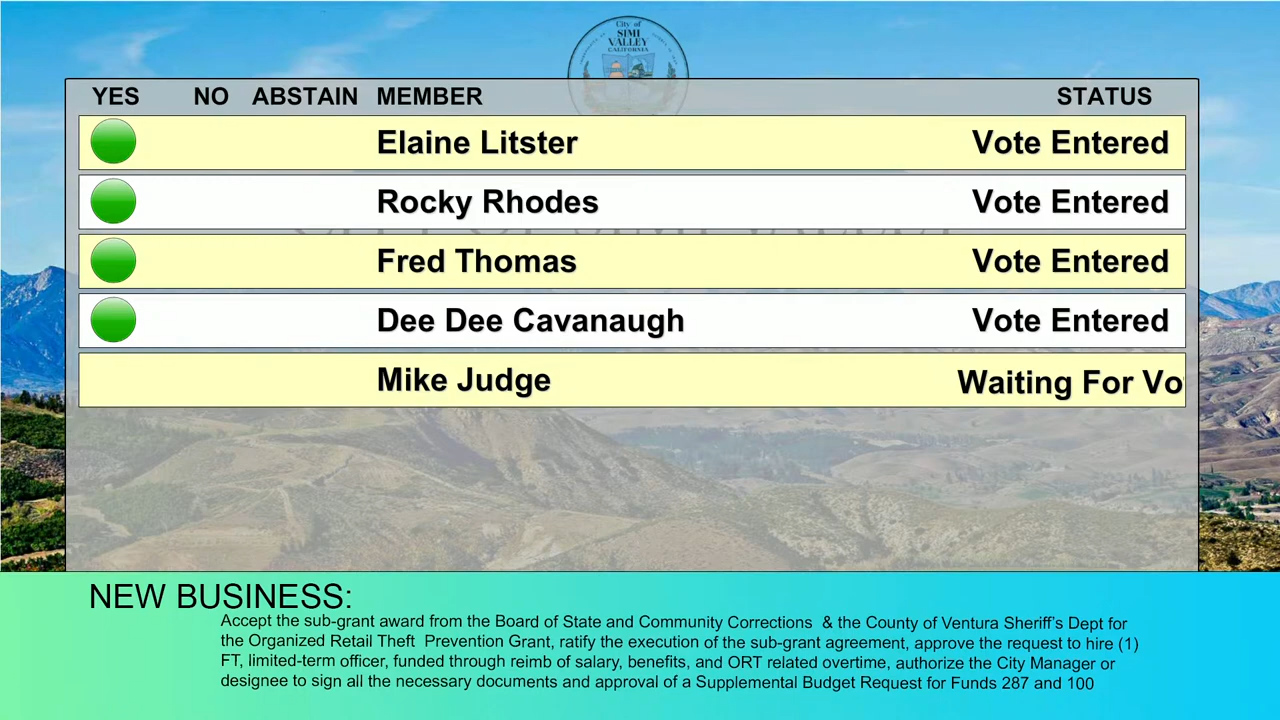 City of
SIMI
VALLEY
CALIFORNIA
YES NO ABSTAIN MEMBER STATUS
Elaine Litster Vote Entered
Rocky Rhodes Vote Entered
Fred Thomas Vote Entered
Dee Dee Cavanaugh Vote Entered
Mike Judge Waiting For Vo
NEW BUSINESS:
Accept the sub-grant award from the Board of State and Community Corrections & the County of Ventura Sheriff's Dept for
the Organized Retail Theft Prevention Grant, ratify the execution of the sub-grant agreement, approve the request to hire (1)
FT, limited-term officer, funded through reimb of salary, benefits, and ORT related overtime, authorize the City Manager or
designee to sign all the necessary documents and approval of a Supplemental Budget Request for Funds 287 and 100